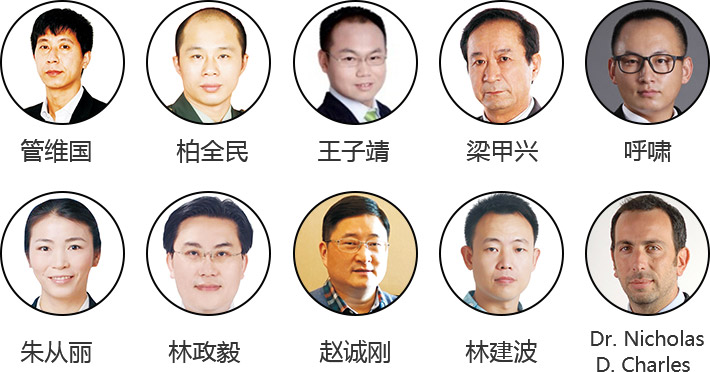 管维国
柏全民
王子靖
梁甲兴
呼啸
朱从丽
林政毅
赵诚刚
林建波
Dr. Nicholas
D. Charles